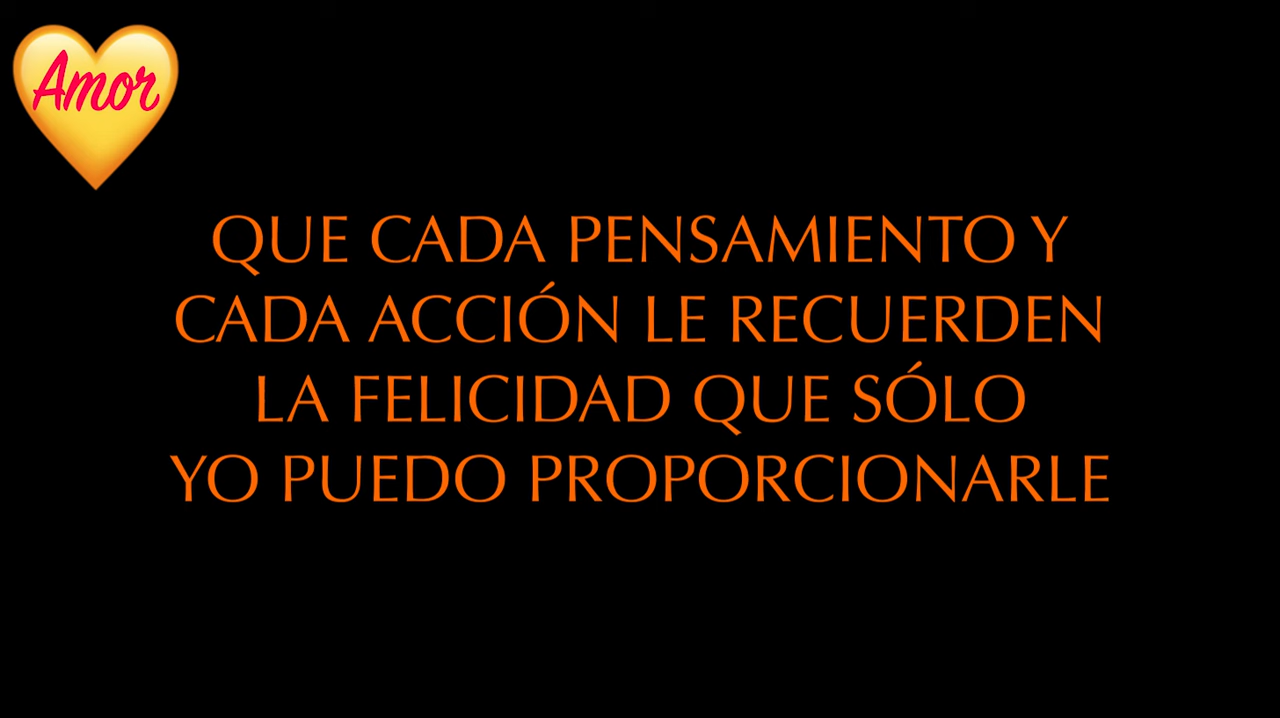 Amor
QUE CADA PENSAMIENTO Y
CADA ACCIÓN LE RECUERDEN
LA FELICIDAD QUE SÓLO
YO PUEDO PROPORCIONARLE